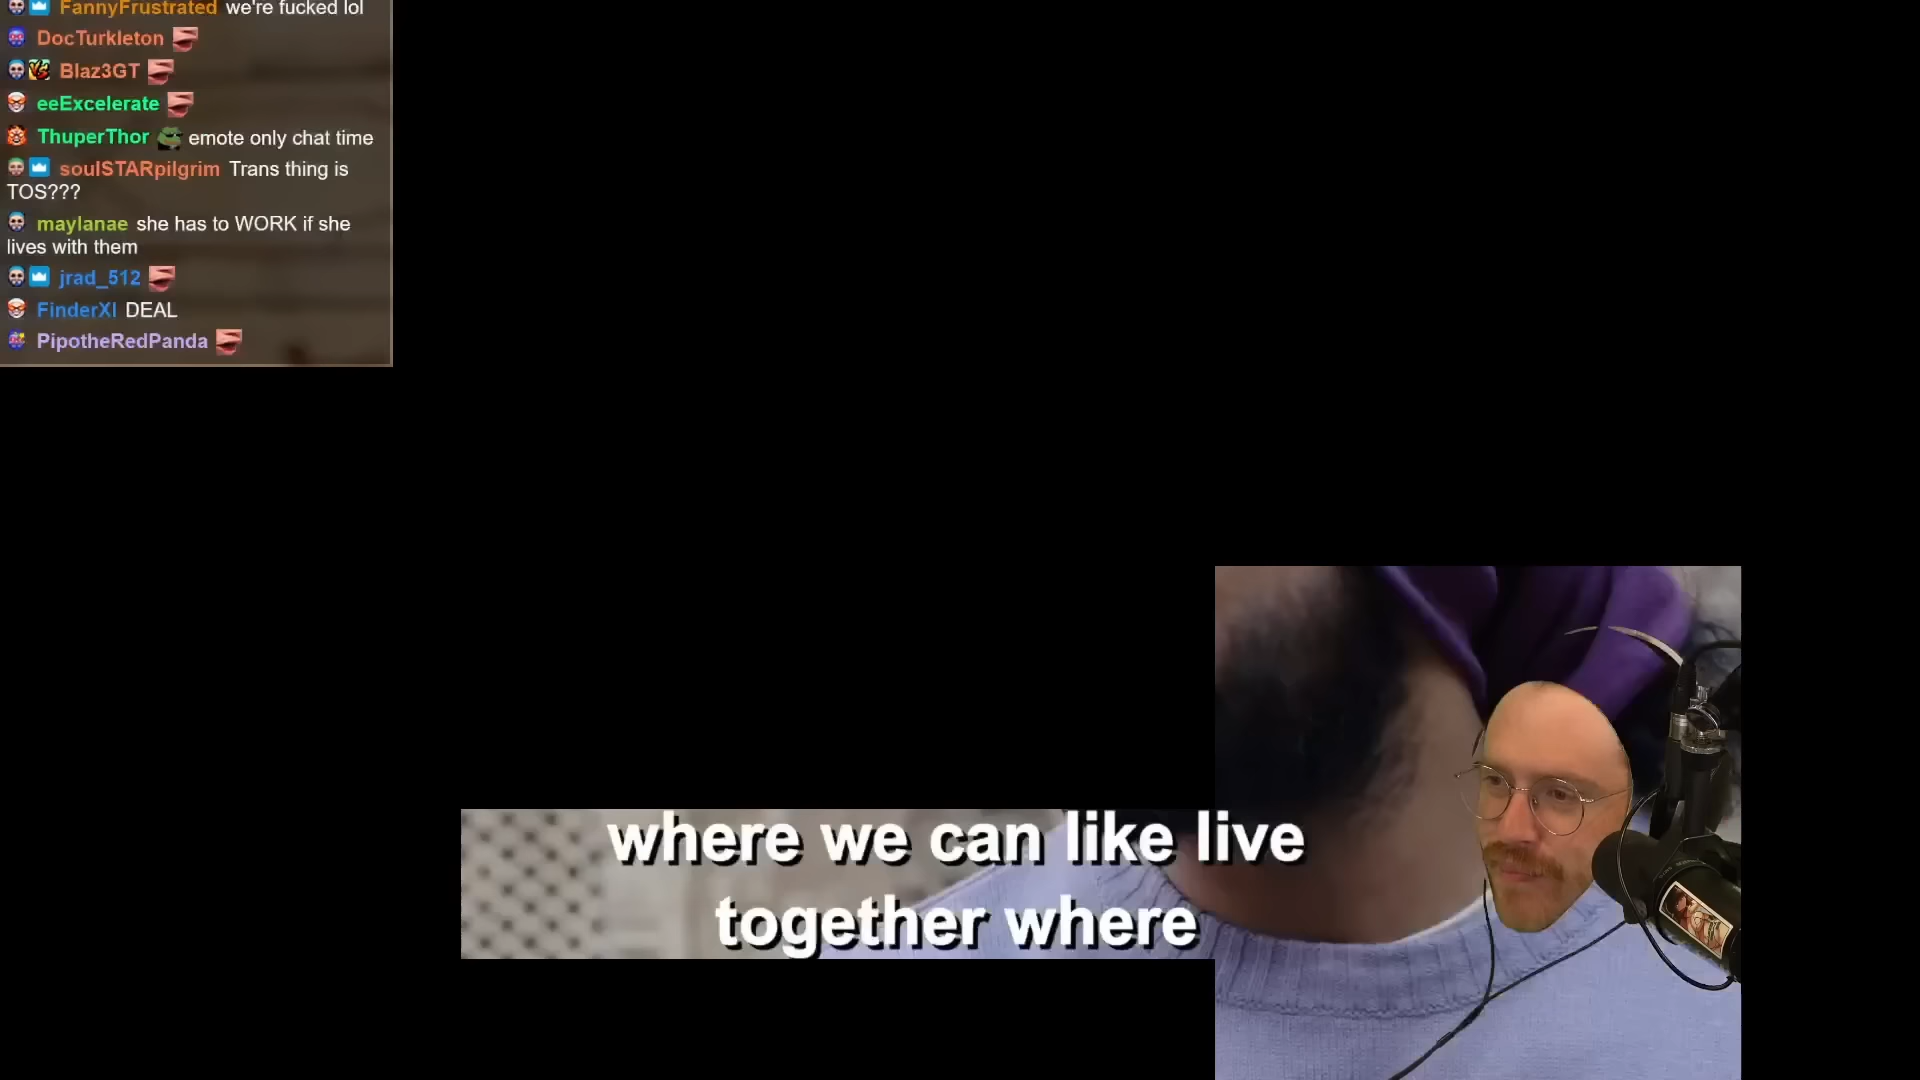 FannyFrustrated we're fucked lol
DocTurkleton
Blaz3GT
eeExcelerate
ThuperThor emote only chat time
soulSTARpilgrim Trans thing is
TOS???
maylanae she has to WORK if she
lives with them
jrad_512
FinderXI DEAL
PipotheRedPanda
where we can like live
together where